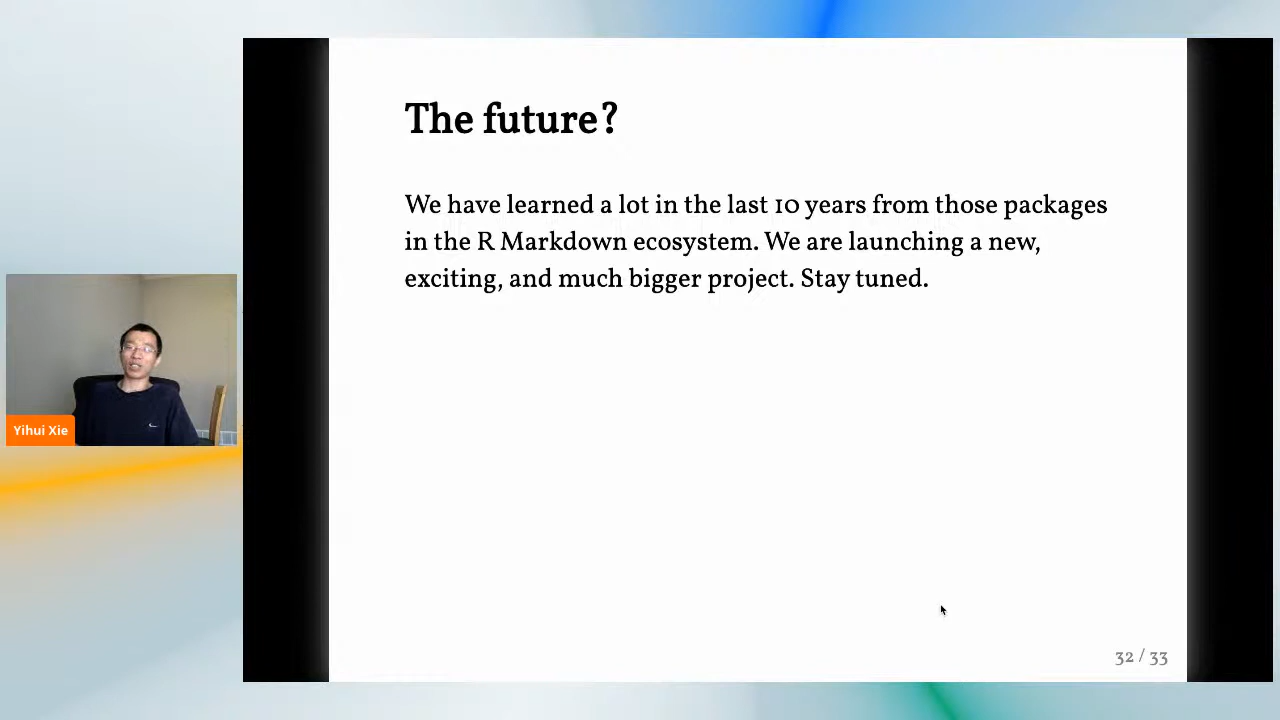 The future?
We have learned a lot in the last 10 years from those packages
in the R Markdown ecosystem. We are launching a new,
exciting, and much bigger project. Stay tuned.
Yihui Xie
32 / 33